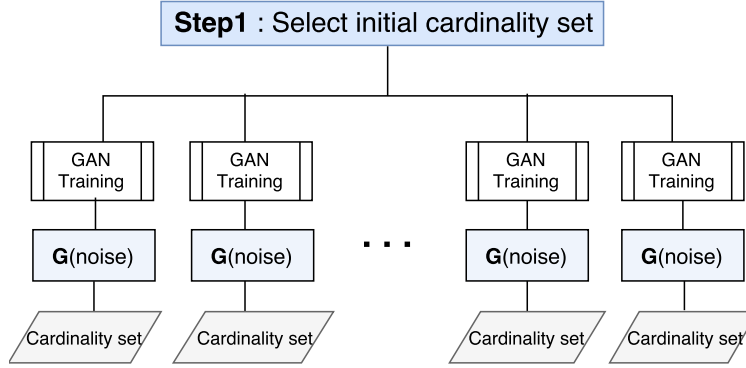 Step1 : Select initial cardinality set
GAN
Training
GAN
Training
GAN
Training
GAN
Training
G(noise)
G(noise)
. . .
G(noise)
G(noise)
Cardinality set
Cardinality set
Cardinality set
Cardinality set